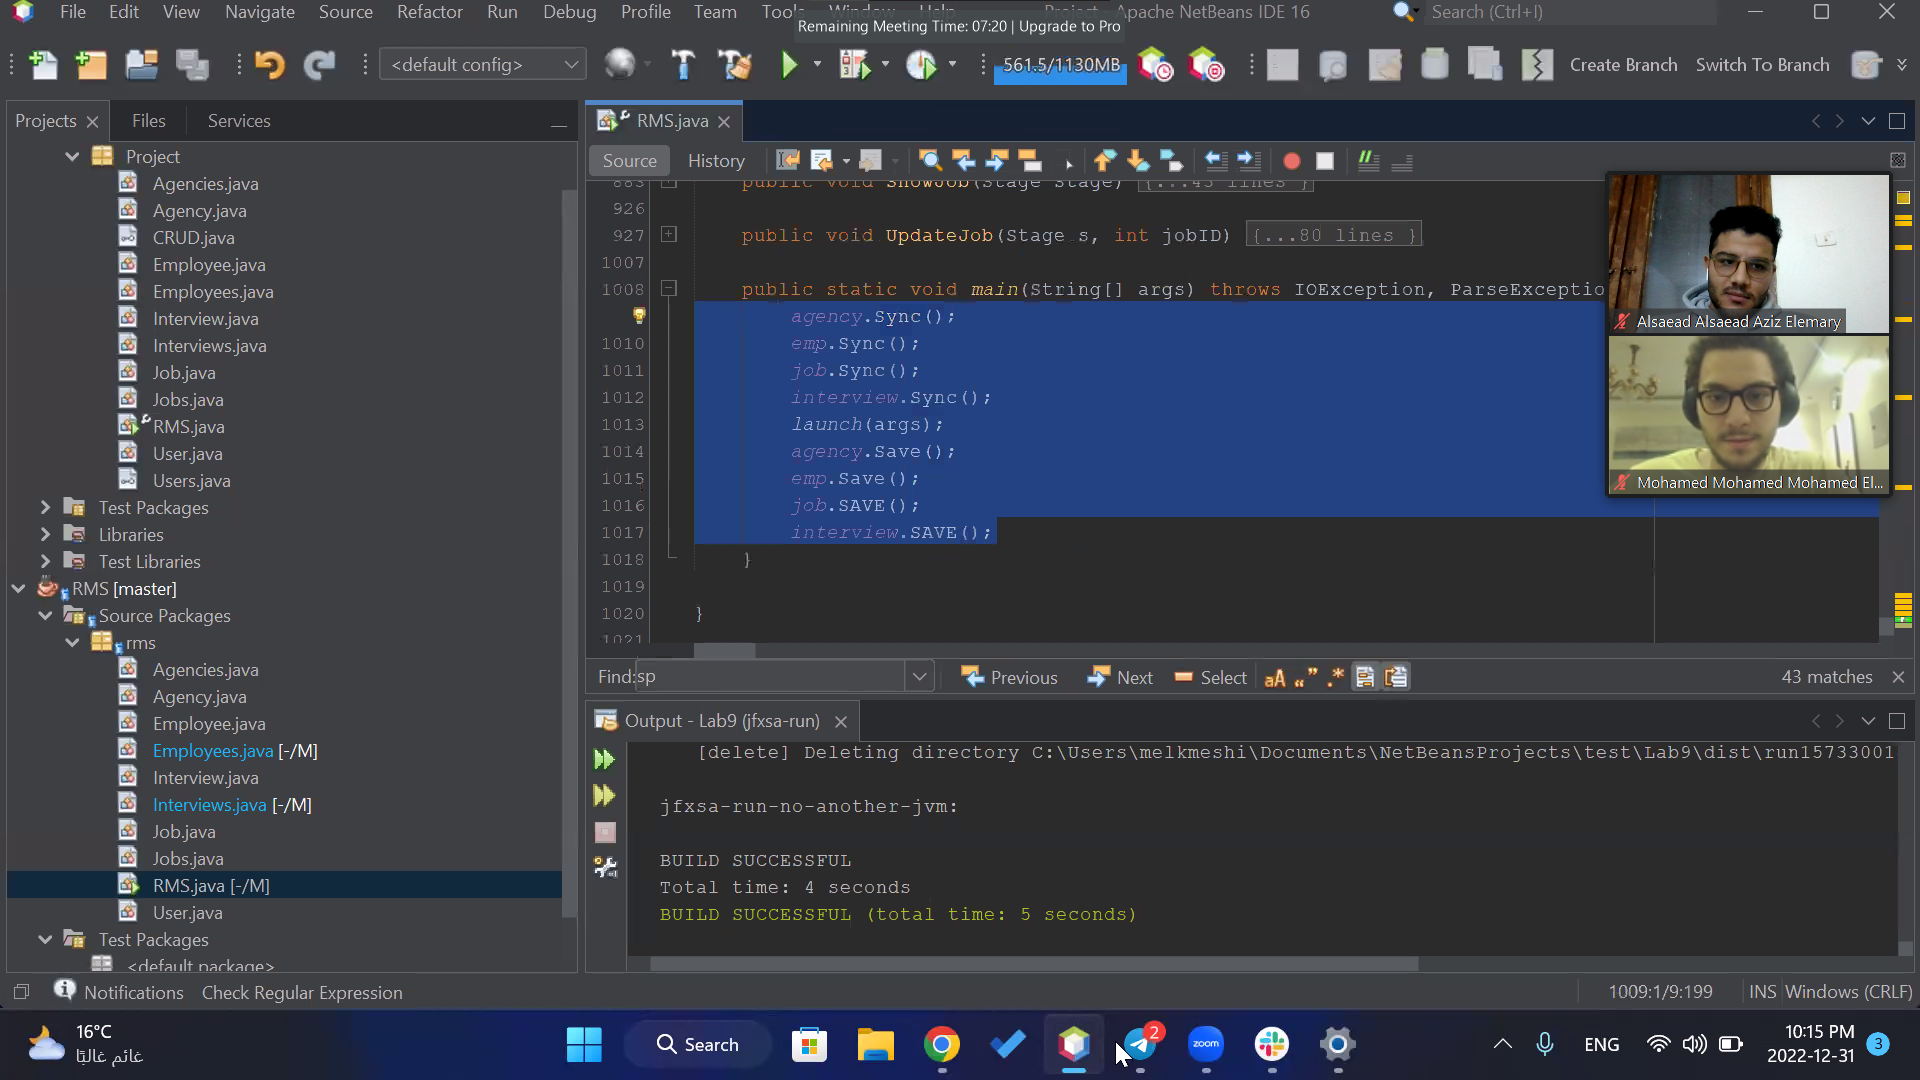 File Edit View Navigate Source Refactor Run Debug Profile Team Tools Window Help Project - Apache NetBeans IDE 16 Search (Ctrl+I)
Remaining Meeting Time: 07:20 | Upgrade to Pro
<default config> 561.5/1130MB Create Branch Switch To Branch
Projects Files Services
Project
Agencies.java
Agency.java
CRUD.java
Employee.java
Employees.java
Interview.java
Interviews.java
Job.java
Jobs.java
RMS.java
User.java
Users.java
Test Packages
Libraries
Test Libraries
RMS [master]
Source Packages
rms
Agencies.java
Agency.java
Employee.java
Employees.java [-/M]
Interview.java
Interviews.java [-/M]
Job.java
Jobs.java
RMS.java [-/M]
User.java
Test Packages
<default package>
RMS.java
Source History
883 public void ShowJob(Stage stage) {...43 lines }
926
927 public void UpdateJob(Stage s, int jobID) {...80 lines }
1007
1008 public static void main(String[] args) throws IOException, ParseExceptio
agency.Sync();
1010 emp.Sync();
1011 job.Sync();
1012 interview.Sync();
1013 launch(args);
1014 agency.Save();
1015 emp.Save();
1016 job.SAVE();
1017 interview.SAVE();
1018 }
1019
1020 }
1021
Alsaead Alsaead Aziz Elemary
Mohamed Mohamed Mohamed El...
Find: sp Previous Next Select aA 43 matches
Output - Lab9 (jfxsa-run)
[delete] Deleting directory C:\Users\melkmeshi\Documents\NetBeansProjects\test\Lab9\dist\run15733001
jfxsa-run-no-another-jvm:
BUILD SUCCESSFUL
Total time: 4 seconds
BUILD SUCCESSFUL (total time: 5 seconds)
Notifications Check Regular Expression 1009:1/9:199 INS Windows (CRLF)
16°C
غائم غالبًا
Search
2
zoom
ENG
10:15 PM
2022-12-31
3